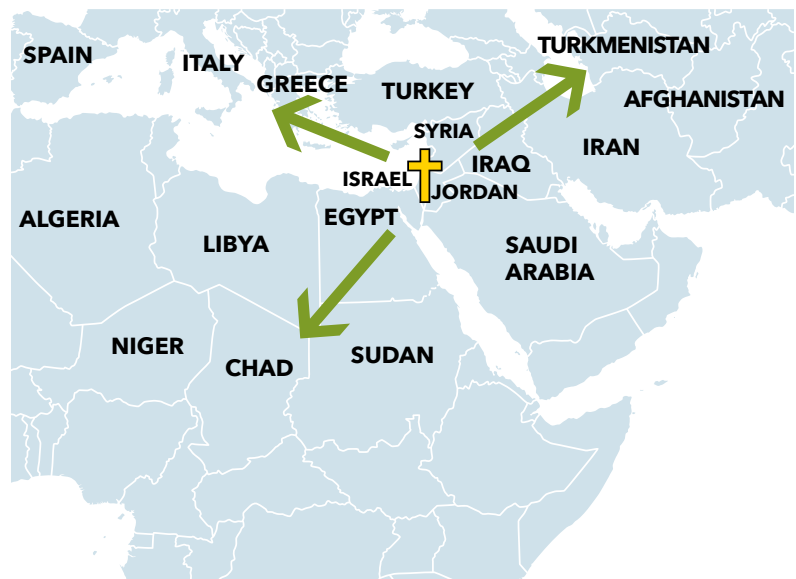 SPAIN
ITALY
GREECE
TURKEY
TURKMENISTAN
AFGHANISTAN
SYRIA
IRAQ
IRAN
ISRAEL
JORDAN
ALGERIA
LIBYA
EGYPT
SAUDI
ARABIA
NIGER
CHAD
SUDAN